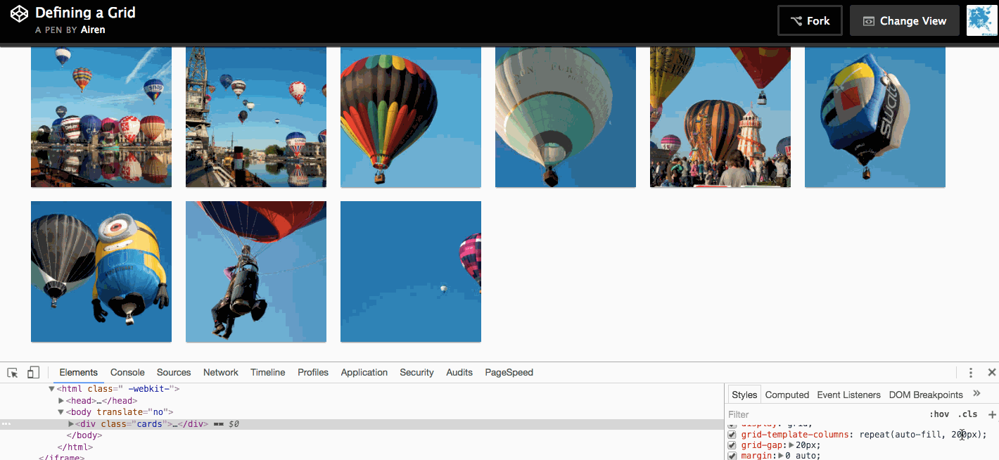 Defining a Grid
A PEN BY Airen
Fork
Change View
snap
SWATCH
Elements Console Sources Network Timeline Profiles Application Security Audits PageSpeed
▼<html class=" -webkit-">
▶<head>…</head>
▼<body translate="no">
▶<div class="cards">…</div> == $0
</body>
</html>
</iframe>
Styles Computed Event Listeners DOM Breakpoints »
Filter :hov .cls +
display: grid;
grid-template-columns: repeat(auto-fill, 200px);
grid-gap:▶20px;
margin:▶0 auto;